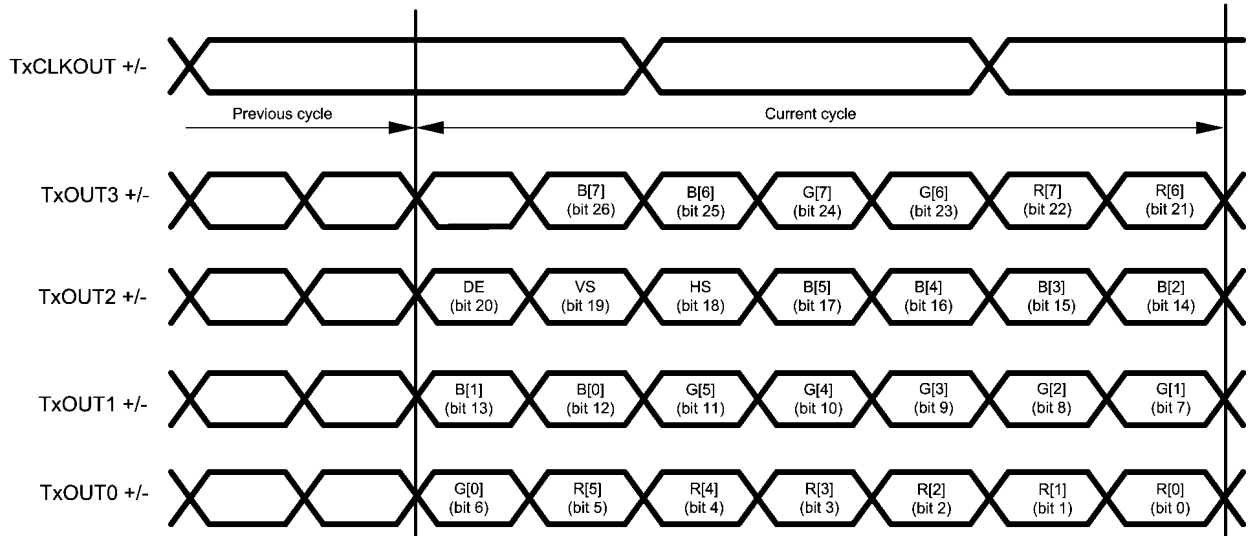 TxCLKOUT +/-
Previous cycle
Current cycle
TxOUT3 +/-
B[7]
(bit 26)
B[6]
(bit 25)
G[7]
(bit 24)
G[6]
(bit 23)
R[7]
(bit 22)
R[6]
(bit 21)
TxOUT2 +/-
DE
(bit 20)
VS
(bit 19)
HS
(bit 18)
B[5]
(bit 17)
B[4]
(bit 16)
B[3]
(bit 15)
B[2]
(bit 14)
TxOUT1 +/-
B[1]
(bit 13)
B[0]
(bit 12)
G[5]
(bit 11)
G[4]
(bit 10)
G[3]
(bit 9)
G[2]
(bit 8)
G[1]
(bit 7)
TxOUT0 +/-
G[0]
(bit 6)
R[5]
(bit 5)
R[4]
(bit 4)
R[3]
(bit 3)
R[2]
(bit 2)
R[1]
(bit 1)
R[0]
(bit 0)